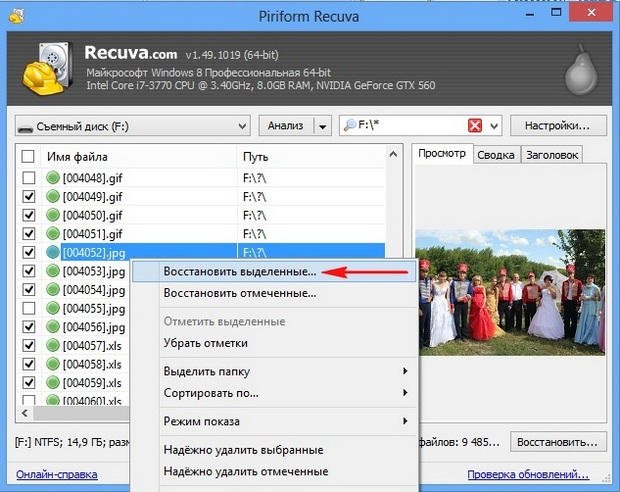 Piriform Recuva
Recuva.com v1.49.1019 (64-bit)
Майкрософт Windows 8 Профессиональная 64-bit
Intel Core i7-3770 CPU @ 3.40GHz, 8.0GB RAM, NVIDIA GeForce GTX 560
Съемный диск (F:) Анализ F:\* Настройки...
Имя файла Путь
Просмотр Сводка Заголовок
[004048].gif F:\?\
[004049].gif F:\?\
[004050].gif F:\?\
[004051].gif F:\?\
[004052].jpg F:\?\
[004053].jpg
[004054].jpg
[004055].jpg
[004056].jpg
[004057].xls
[004058].xls
[004059].xls
[004060].xls
Восстановить выделенные...
Восстановить отмеченные...
Отметить выделенные
Убрать отметки
Выделить папку
Сортировать по...
Режим показа
Надёжно удалить выбранные
Надёжно удалить отмеченные
[F:] NTFS; 14,9 ГБ; файлов: 9 485... Восстановить...
Онлайн-справка Проверка обновлений...